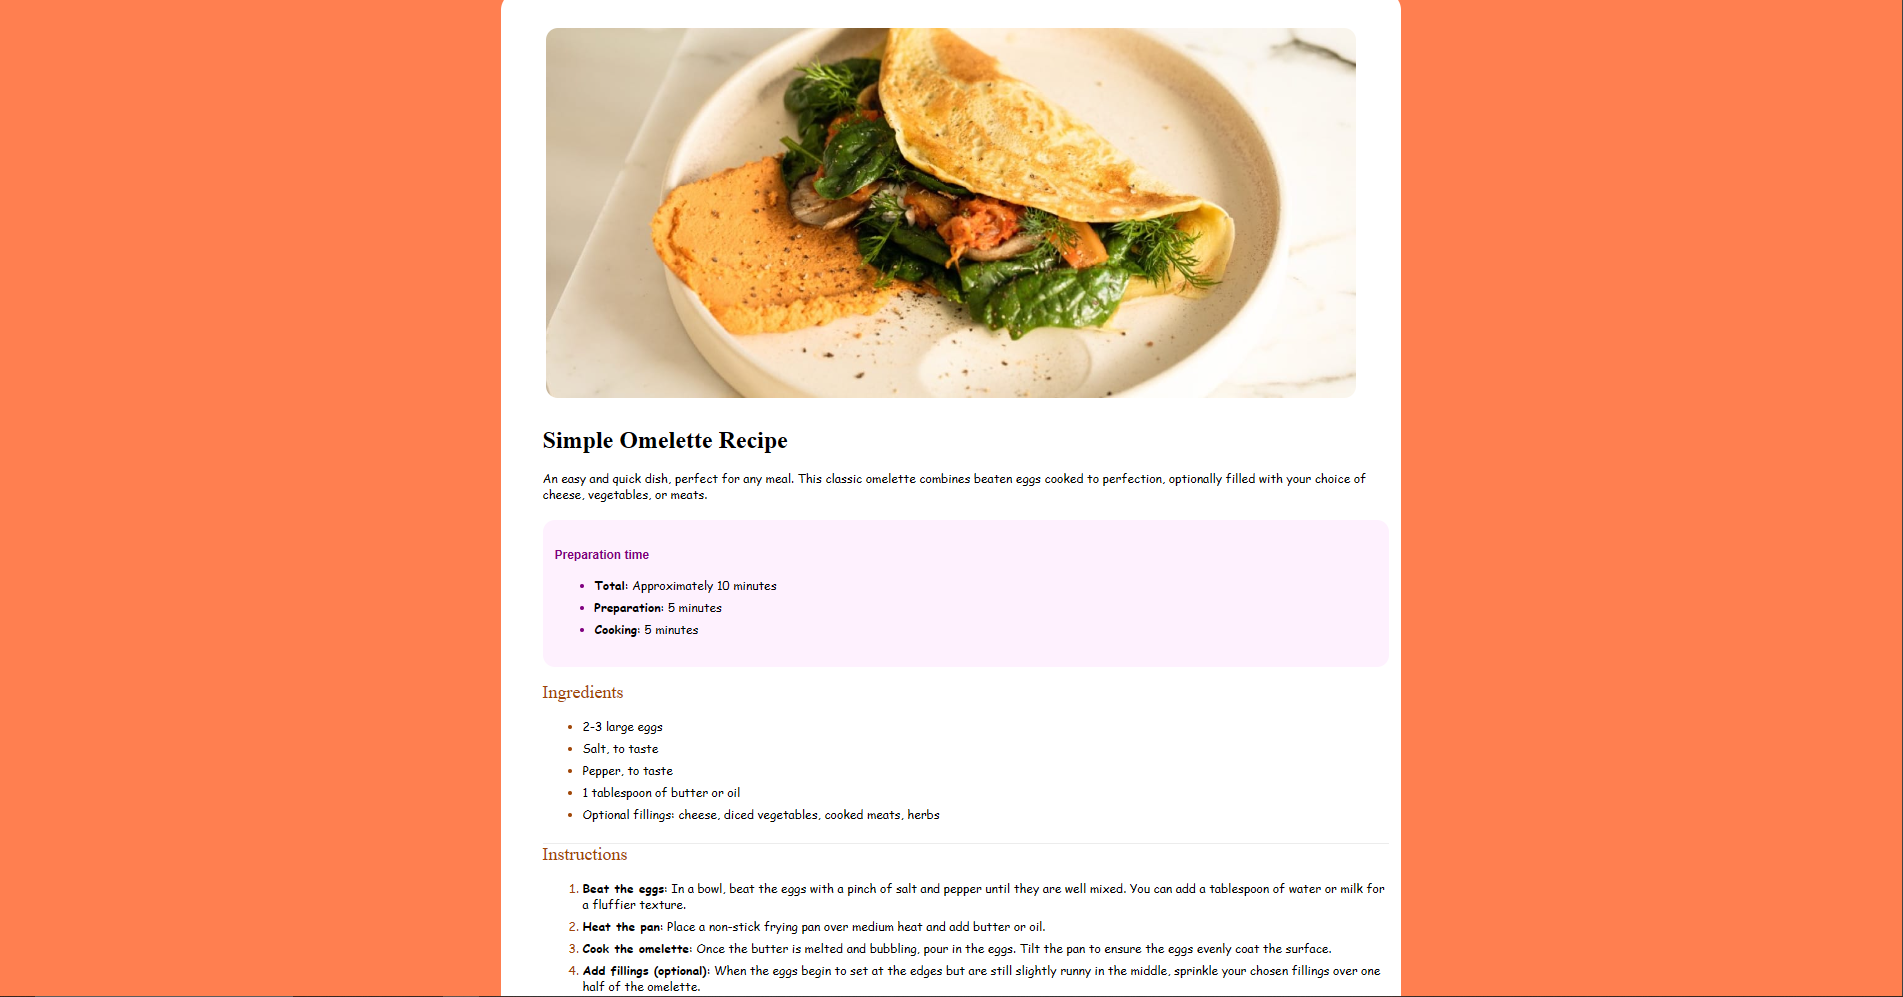 Simple Omelette Recipe
An easy and quick dish, perfect for any meal. This classic omelette combines beaten eggs cooked to perfection, optionally filled with your choice of
cheese, vegetables, or meats.
Preparation time
• Total: Approximately 10 minutes
• Preparation: 5 minutes
• Cooking: 5 minutes
Ingredients
• 2-3 large eggs
• Salt, to taste
• Pepper, to taste
• 1 tablespoon of butter or oil
• Optional fillings: cheese, diced vegetables, cooked meats, herbs
Instructions
1. Beat the eggs: In a bowl, beat the eggs with a pinch of salt and pepper until they are well mixed. You can add a tablespoon of water or milk for
a fluffier texture.
2. Heat the pan: Place a non-stick frying pan over medium heat and add butter or oil.
3. Cook the omelette: Once the butter is melted and bubbling, pour in the eggs. Tilt the pan to ensure the eggs evenly coat the surface.
4. Add fillings (optional): When the eggs begin to set at the edges but are still slightly runny in the middle, sprinkle your chosen fillings over one
half of the omelette.